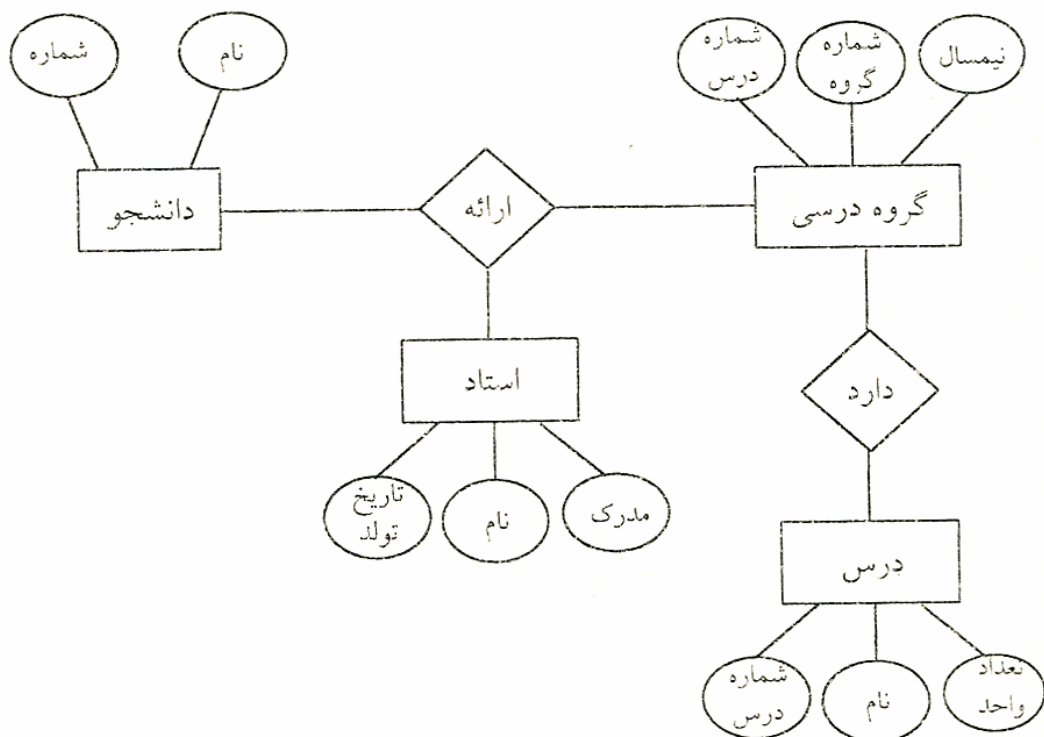 شماره
نام
شماره
درس
شماره
گروه
نیمسال
دانشجو
ارائه
گروه درسی
استاد
دارد
تاریخ
تولد
نام
مدرک
درس
شماره
درس
نام
تعداد
واحد